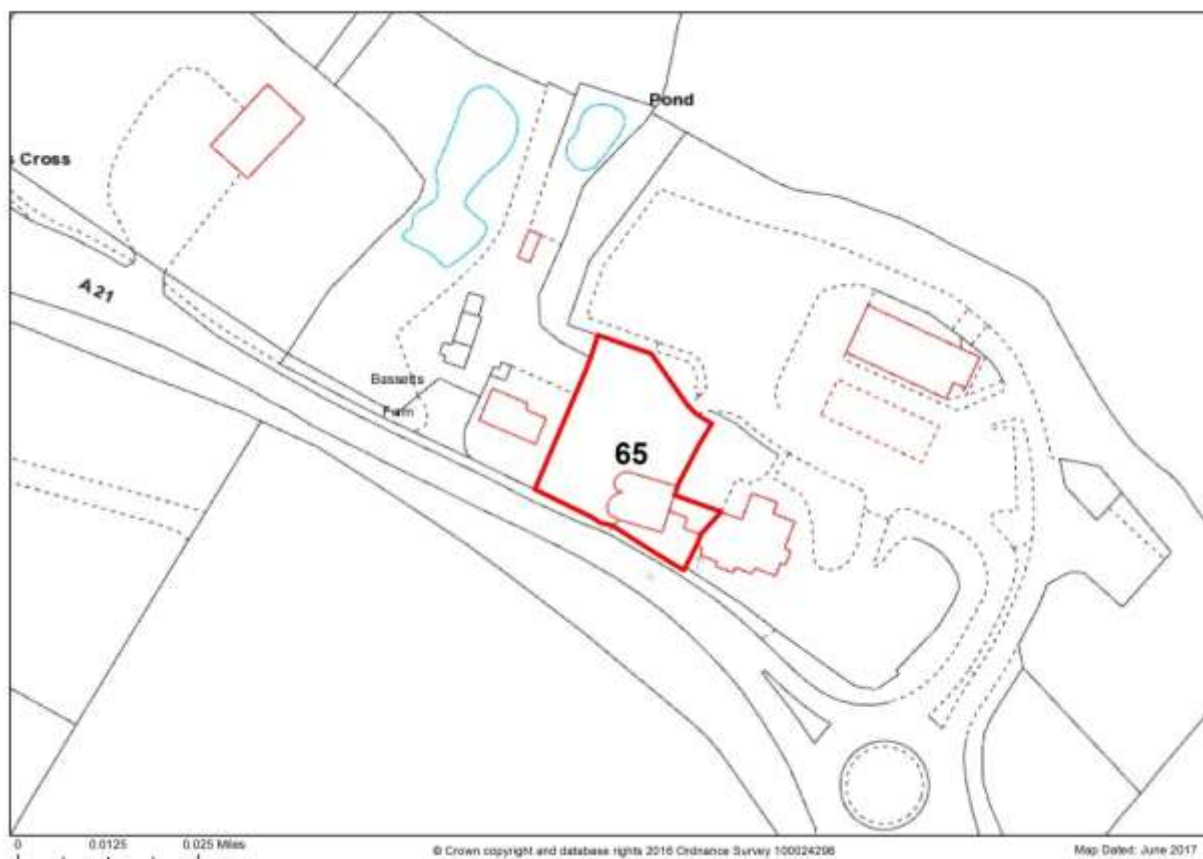 Pond
s Cross
A 21
Bassetts
Farm
65
0 0.0125 0.025 Miles
© Crown copyright and database rights 2016 Ordnance Survey 100024298
Map Dated: June 2017